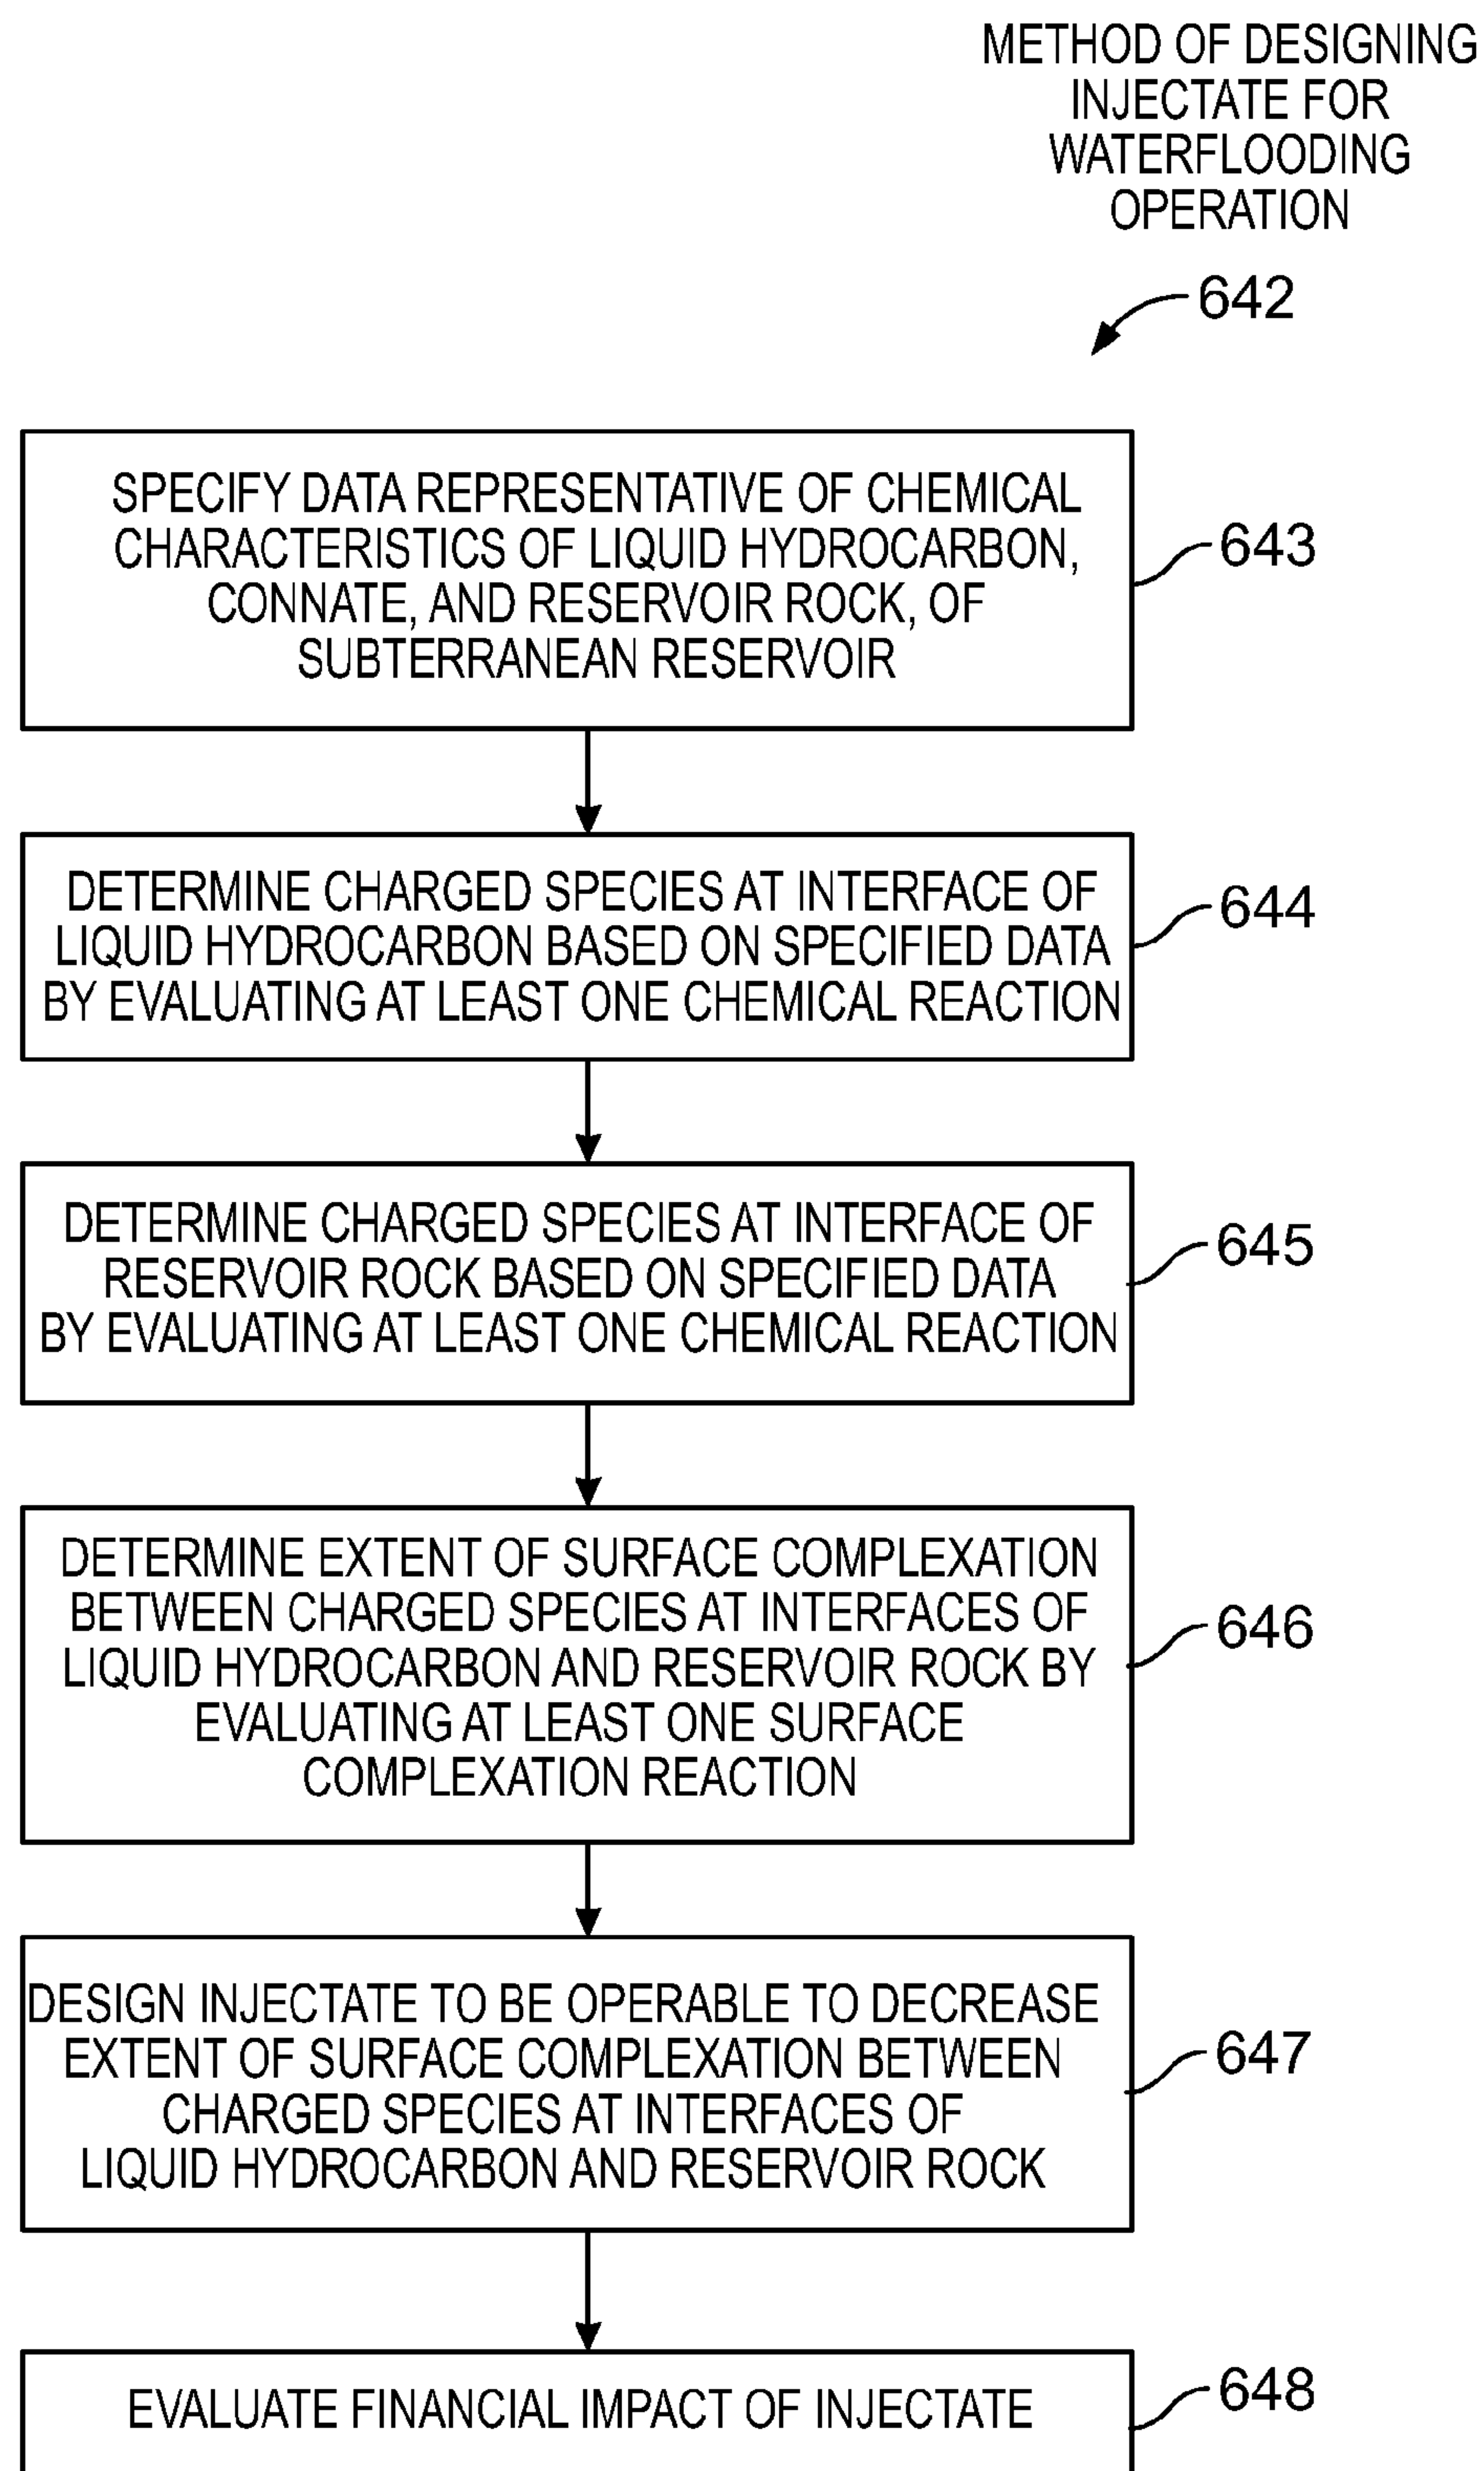 METHOD OF DESIGNING
INJECTATE FOR
WATERFLOODING
OPERATION
642
SPECIFY DATA REPRESENTATIVE OF CHEMICAL
CHARACTERISTICS OF LIQUID HYDROCARBON,
CONNATE, AND RESERVOIR ROCK, OF
SUBTERRANEAN RESERVOIR
643
DETERMINE CHARGED SPECIES AT INTERFACE OF
LIQUID HYDROCARBON BASED ON SPECIFIED DATA
BY EVALUATING AT LEAST ONE CHEMICAL REACTION
644
DETERMINE CHARGED SPECIES AT INTERFACE OF
RESERVOIR ROCK BASED ON SPECIFIED DATA
BY EVALUATING AT LEAST ONE CHEMICAL REACTION
645
DETERMINE EXTENT OF SURFACE COMPLEXATION
BETWEEN CHARGED SPECIES AT INTERFACES OF
LIQUID HYDROCARBON AND RESERVOIR ROCK BY
EVALUATING AT LEAST ONE SURFACE
COMPLEXATION REACTION
646
DESIGN INJECTATE TO BE OPERABLE TO DECREASE
EXTENT OF SURFACE COMPLEXATION BETWEEN
CHARGED SPECIES AT INTERFACES OF
LIQUID HYDROCARBON AND RESERVOIR ROCK
647
EVALUATE FINANCIAL IMPACT OF INJECTATE
648